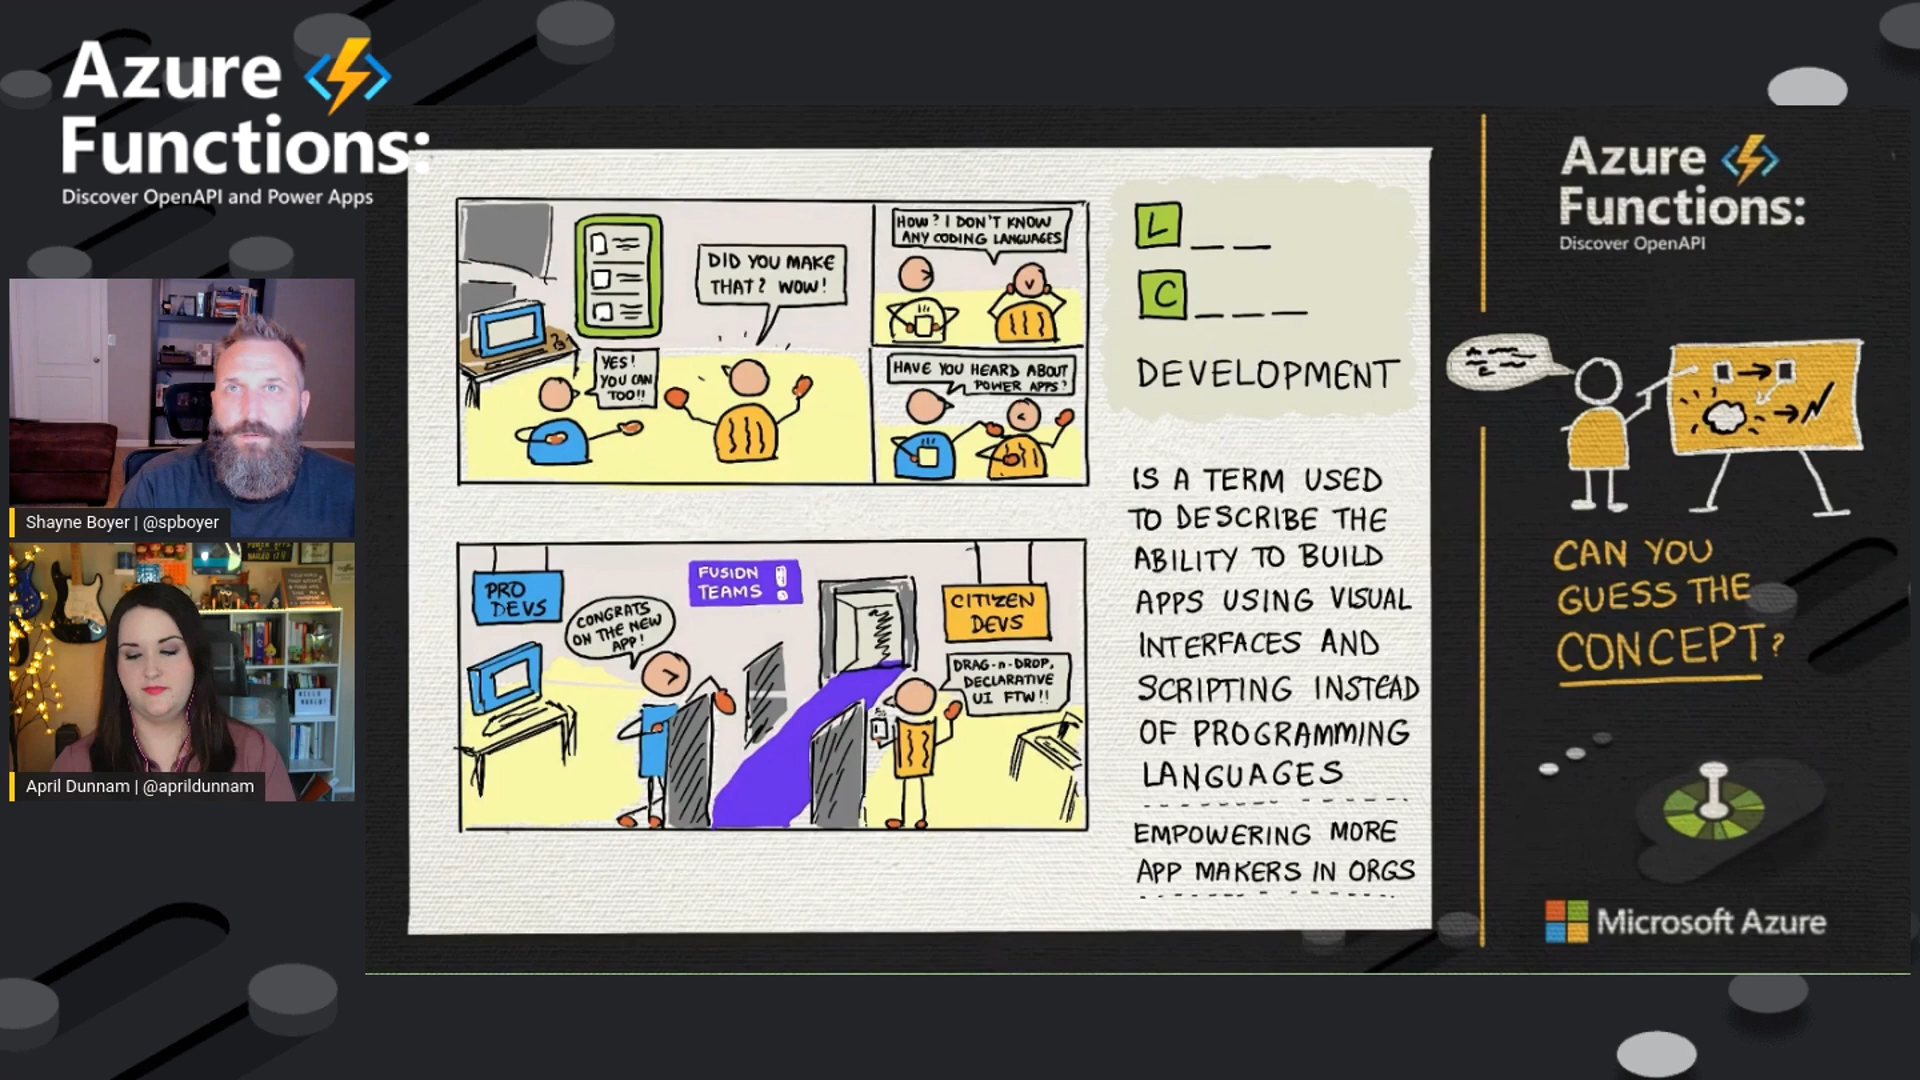 Azure
Functions:
Discover OpenAPI and Power Apps
Shayne Boyer | @spboyer
April Dunnam | @aprildunnam
DID YOU MAKE
THAT? WOW!
YES!
YOU CAN
TOO!!
HOW? I DON'T KNOW
ANY CODING LANGUAGES
HAVE YOU HEARD ABOUT
POWER APPS?
PRO
DEVS
CONGRATS
ON THE NEW
APP!
FUSION
TEAMS !
CITIZEN
DEVS
DRAG-n-DROP,
DECLARATIVE
UI FTW!!
L _ _
C _ _ _
DEVELOPMENT
IS A TERM USED
TO DESCRIBE THE
ABILITY TO BUILD
APPS USING VISUAL
INTERFACES AND
SCRIPTING INSTEAD
OF PROGRAMMING
LANGUAGES
EMPOWERING MORE
APP MAKERS IN ORGS
Azure
Functions:
Discover OpenAPI
CAN YOU
GUESS THE
CONCEPT?
Microsoft Azure